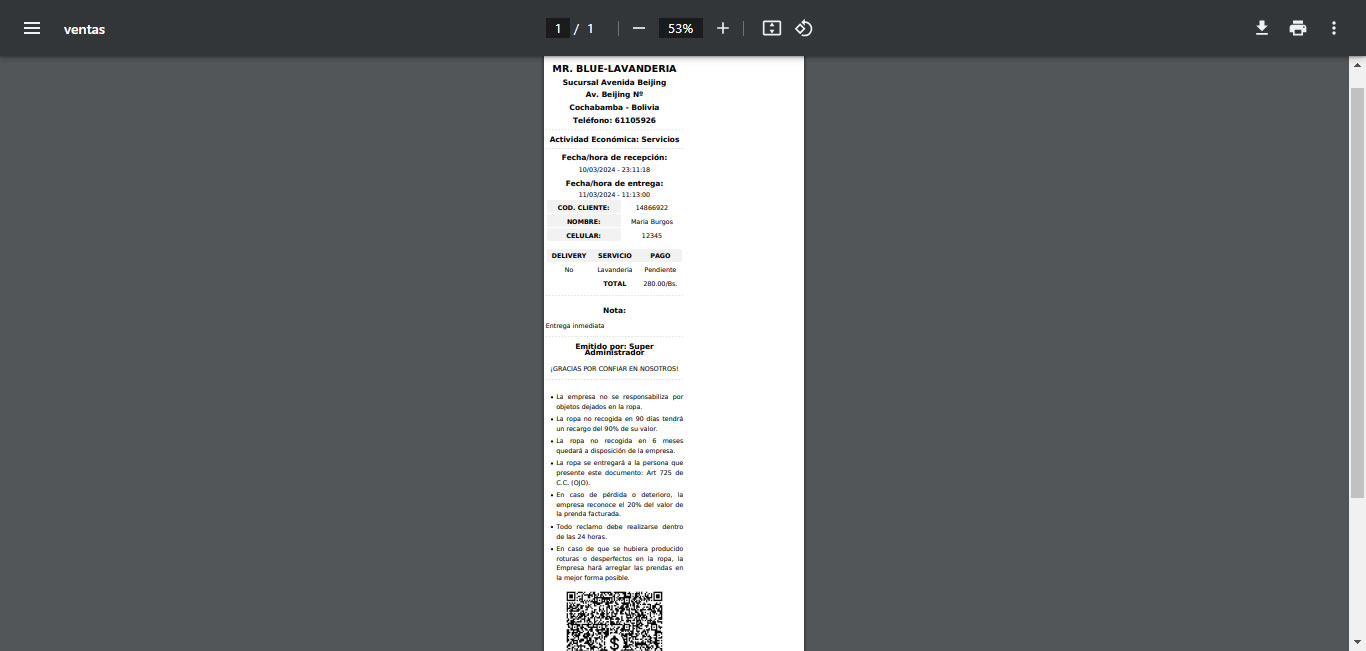 ventas
1 / 1
53%
MR. BLUE-LAVANDERIA
Sucursal Avenida Beijing
Av. Beijing Nº
Cochabamba - Bolivia
Teléfono: 61105926
Actividad Económica: Servicios
Fecha/hora de recepción:
10/03/2024 - 23:11:18
Fecha/hora de entrega:
11/03/2024 - 11:13:00
COD. CLIENTE: 14866922
NOMBRE: Maria Burgos
CELULAR: 12345
DELIVERY SERVICIO PAGO
No Lavanderia Pendiente
TOTAL 280.00/Bs.
Nota:
Entrega inmediata
Emitido por: Super
Administrador
¡GRACIAS POR CONFIAR EN NOSOTROS!
• La empresa no se responsabiliza por
objetos dejados en la ropa.
• La ropa no recogida en 90 días tendrá
un recargo del 90% de su valor.
• La ropa no recogida en 6 meses
quedará a disposición de la empresa.
• La ropa se entregará a la persona que
presente este documento: Art 725 de
C.C. (OJO).
• En caso de pérdida o deterioro, la
empresa reconoce el 20% del valor de
la prenda facturada.
• Todo reclamo debe realizarse dentro
de las 24 horas.
• En caso de que se hubiera producido
roturas o desperfectos en la ropa, la
Empresa hará arreglar las prendas en
la mejor forma posible.
$